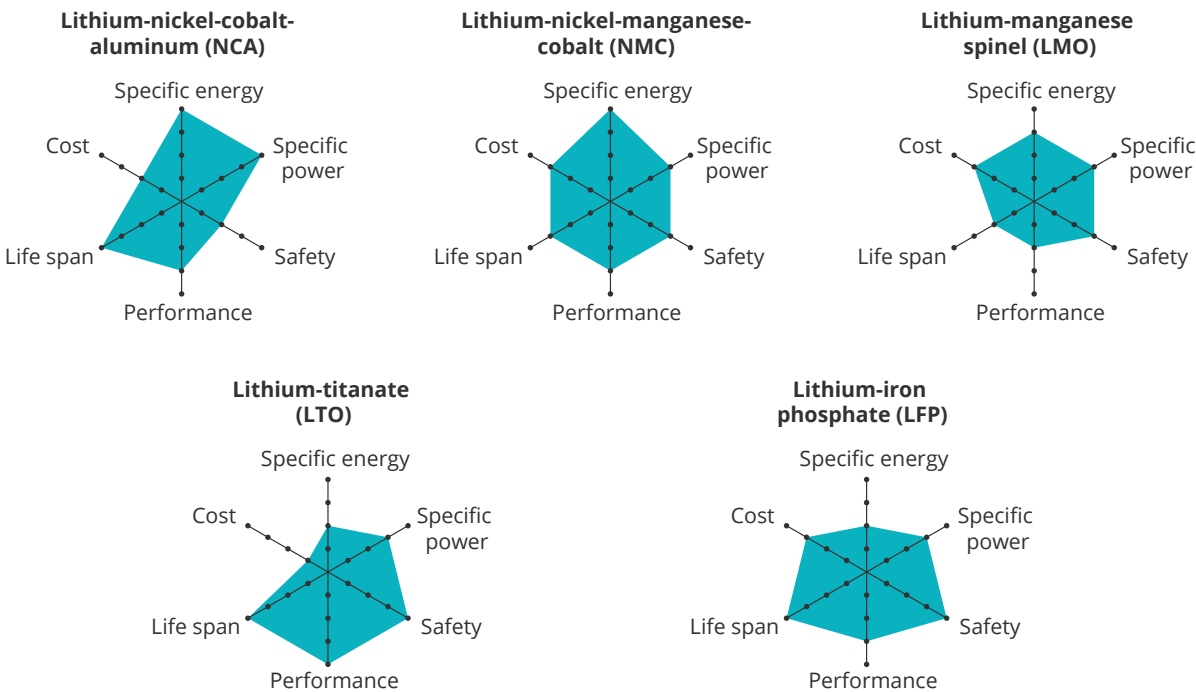 Lithium-nickel-cobalt-
aluminum (NCA)
Specific energy
Cost
Specific
power
Life span
Safety
Performance
Lithium-nickel-manganese-
cobalt (NMC)
Specific energy
Cost
Specific
power
Life span
Safety
Performance
Lithium-manganese
spinel (LMO)
Specific energy
Cost
Specific
power
Life span
Safety
Performance
Lithium-titanate
(LTO)
Specific energy
Cost
Specific
power
Life span
Safety
Performance
Lithium-iron
phosphate (LFP)
Specific energy
Cost
Specific
power
Life span
Safety
Performance